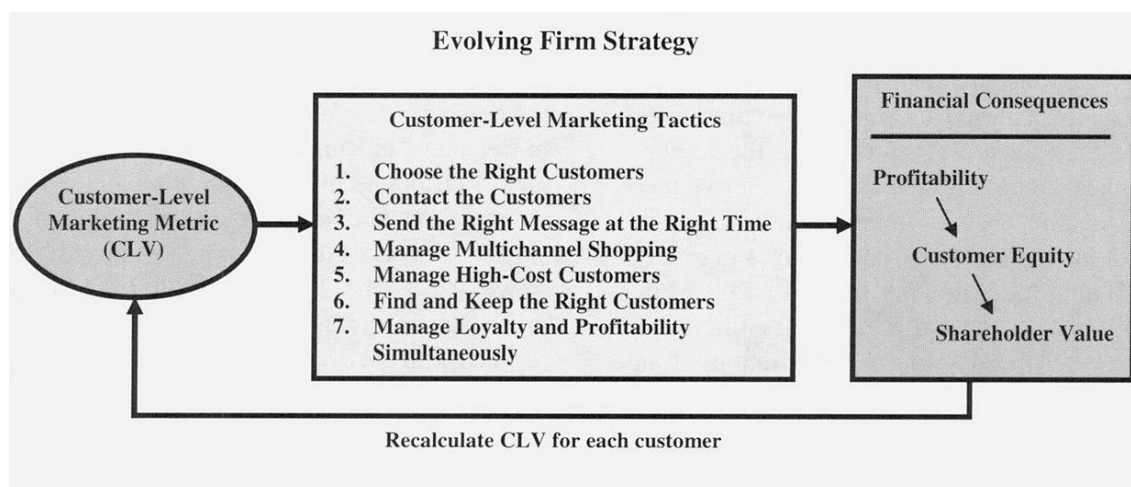 Evolving Firm Strategy
Customer-Level
Marketing Metric
(CLV)
Customer-Level Marketing Tactics
1. Choose the Right Customers
2. Contact the Customers
3. Send the Right Message at the Right Time
4. Manage Multichannel Shopping
5. Manage High-Cost Customers
6. Find and Keep the Right Customers
7. Manage Loyalty and Profitability
Simultaneously
Financial Consequences
Profitability
Customer Equity
Shareholder Value
Recalculate CLV for each customer